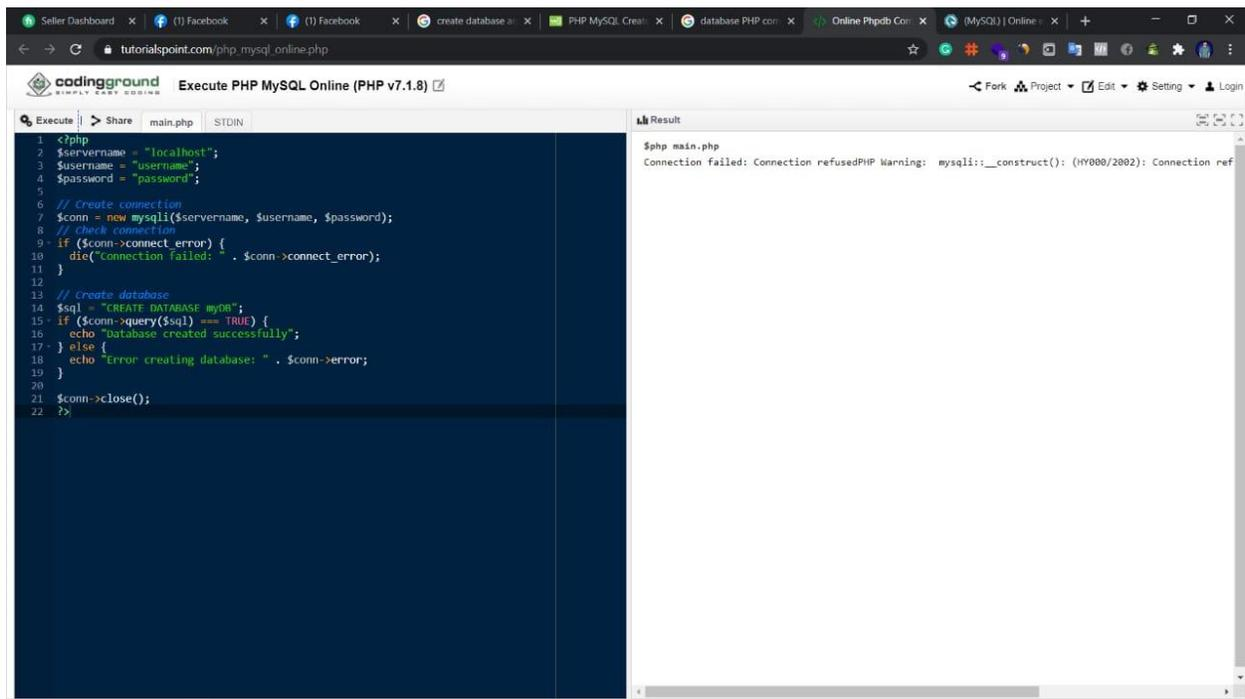 Seller Dashboard
(1) Facebook
(1) Facebook
create database an
PHP MySQL Creat
database PHP com
Online Phpdb Com
(MySQL) | Online e
tutorialspoint.com/php_mysql_online.php
9
codingground
SIMPLY EASY CODING
Execute PHP MySQL Online (PHP v7.1.8)
Fork Project Edit Setting Login
Execute | Share main.php STDIN
1 <?php
2 $servername = "localhost";
3 $username = "username";
4 $password = "password";
5
6 // Create connection
7 $conn = new mysqli($servername, $username, $password);
8 // Check connection
9 if ($conn->connect_error) {
10 die("Connection failed: " . $conn->connect_error);
11 }
12
13 // Create database
14 $sql = "CREATE DATABASE myDB";
15 if ($conn->query($sql) === TRUE) {
16 echo "Database created successfully";
17 } else {
18 echo "Error creating database: " . $conn->error;
19 }
20
21 $conn->close();
22 ?>
Result
$php main.php
Connection failed: Connection refusedPHP Warning: mysqli::__construct(): (HY000/2002): Connection ref